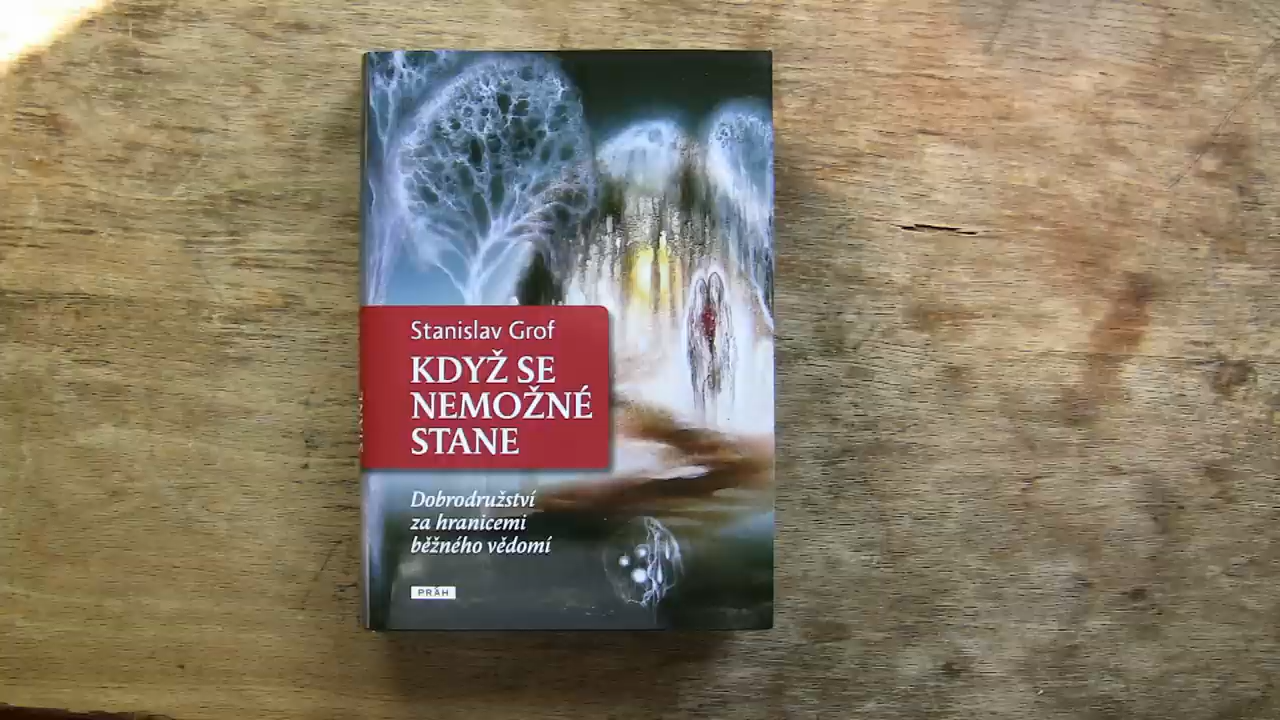 Stanislav Grof
KDYŽ SE
NEMOŽNÉ
STANE
Dobrodružství
za hranicemi
běžného vědomí
PRÁH